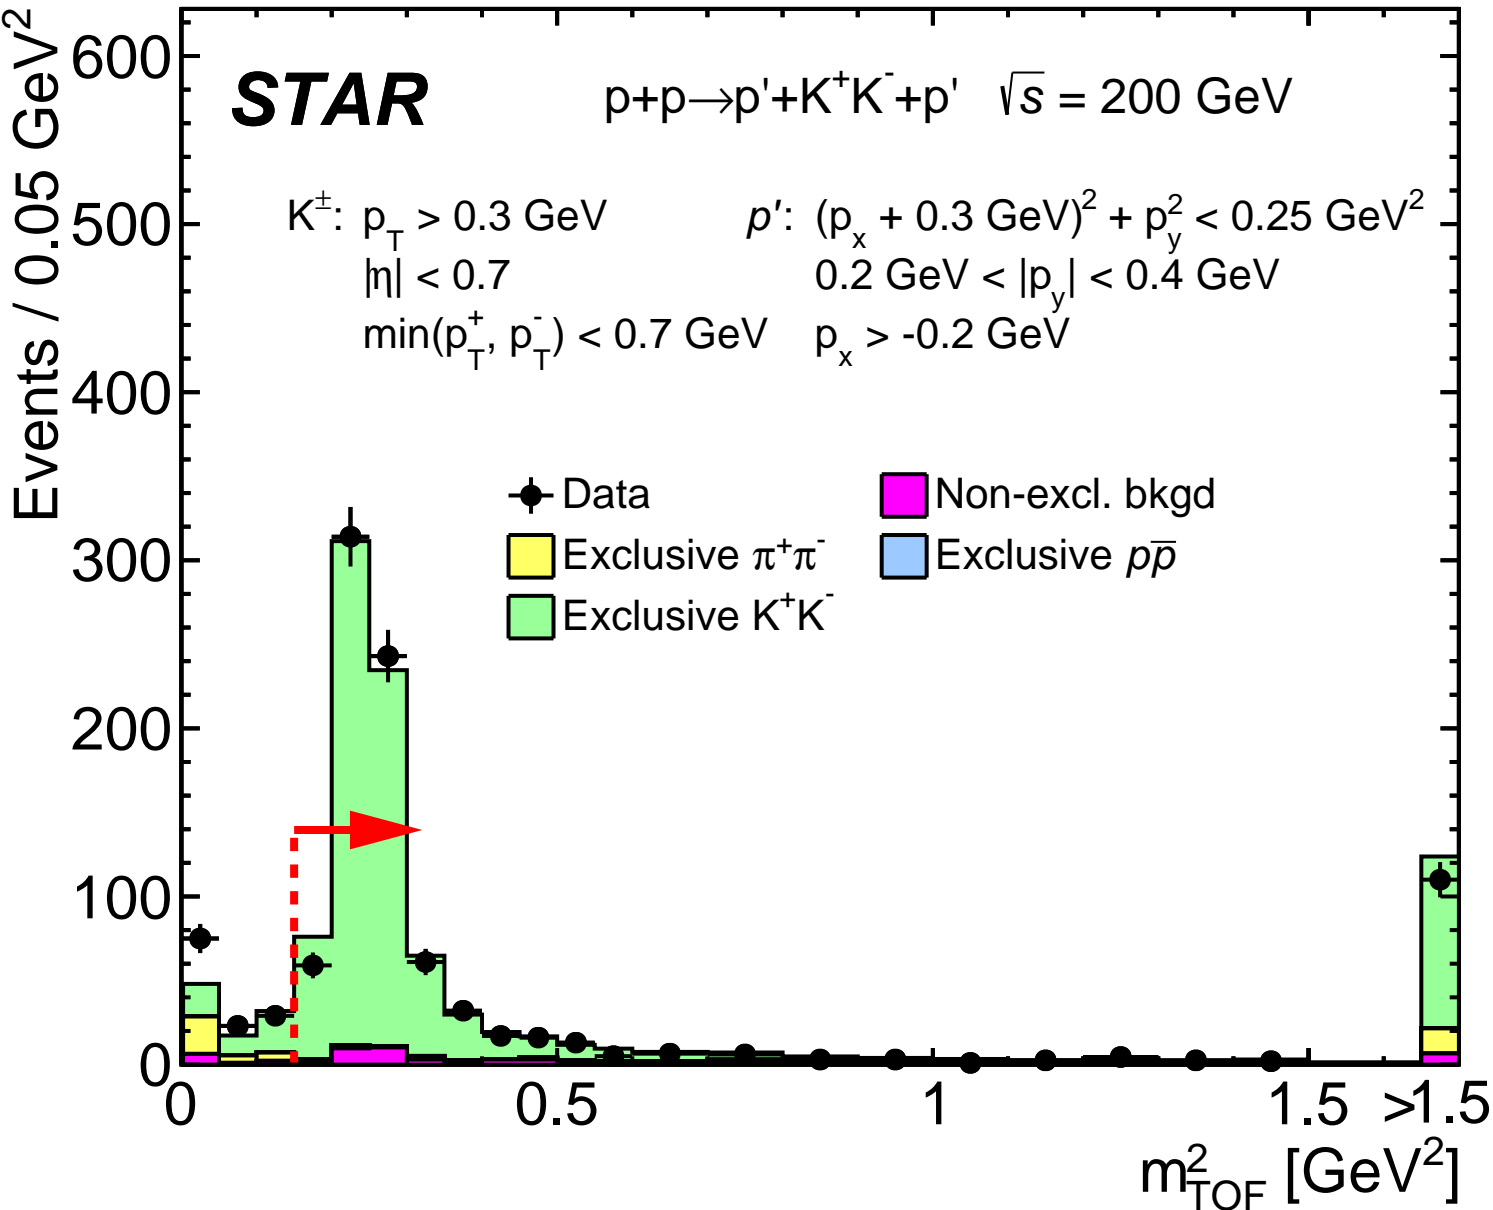 Events / 0.05 GeV²
600
500
400
300
200
100
0
STAR
p+p→p'+K⁺K⁻+p' √s = 200 GeV
K±: p_T > 0.3 GeV
|η| < 0.7
min(p_T⁺, p_T⁻) < 0.7 GeV
p': (p_x + 0.3 GeV)² + p_y² < 0.25 GeV²
0.2 GeV < |p_y| < 0.4 GeV
p_x > -0.2 GeV
Data
Exclusive π⁺π⁻
Exclusive K⁺K⁻
Non-excl. bkgd
Exclusive pp̅
0 0.5 1 1.5 >1.5
m²_TOF [GeV²]